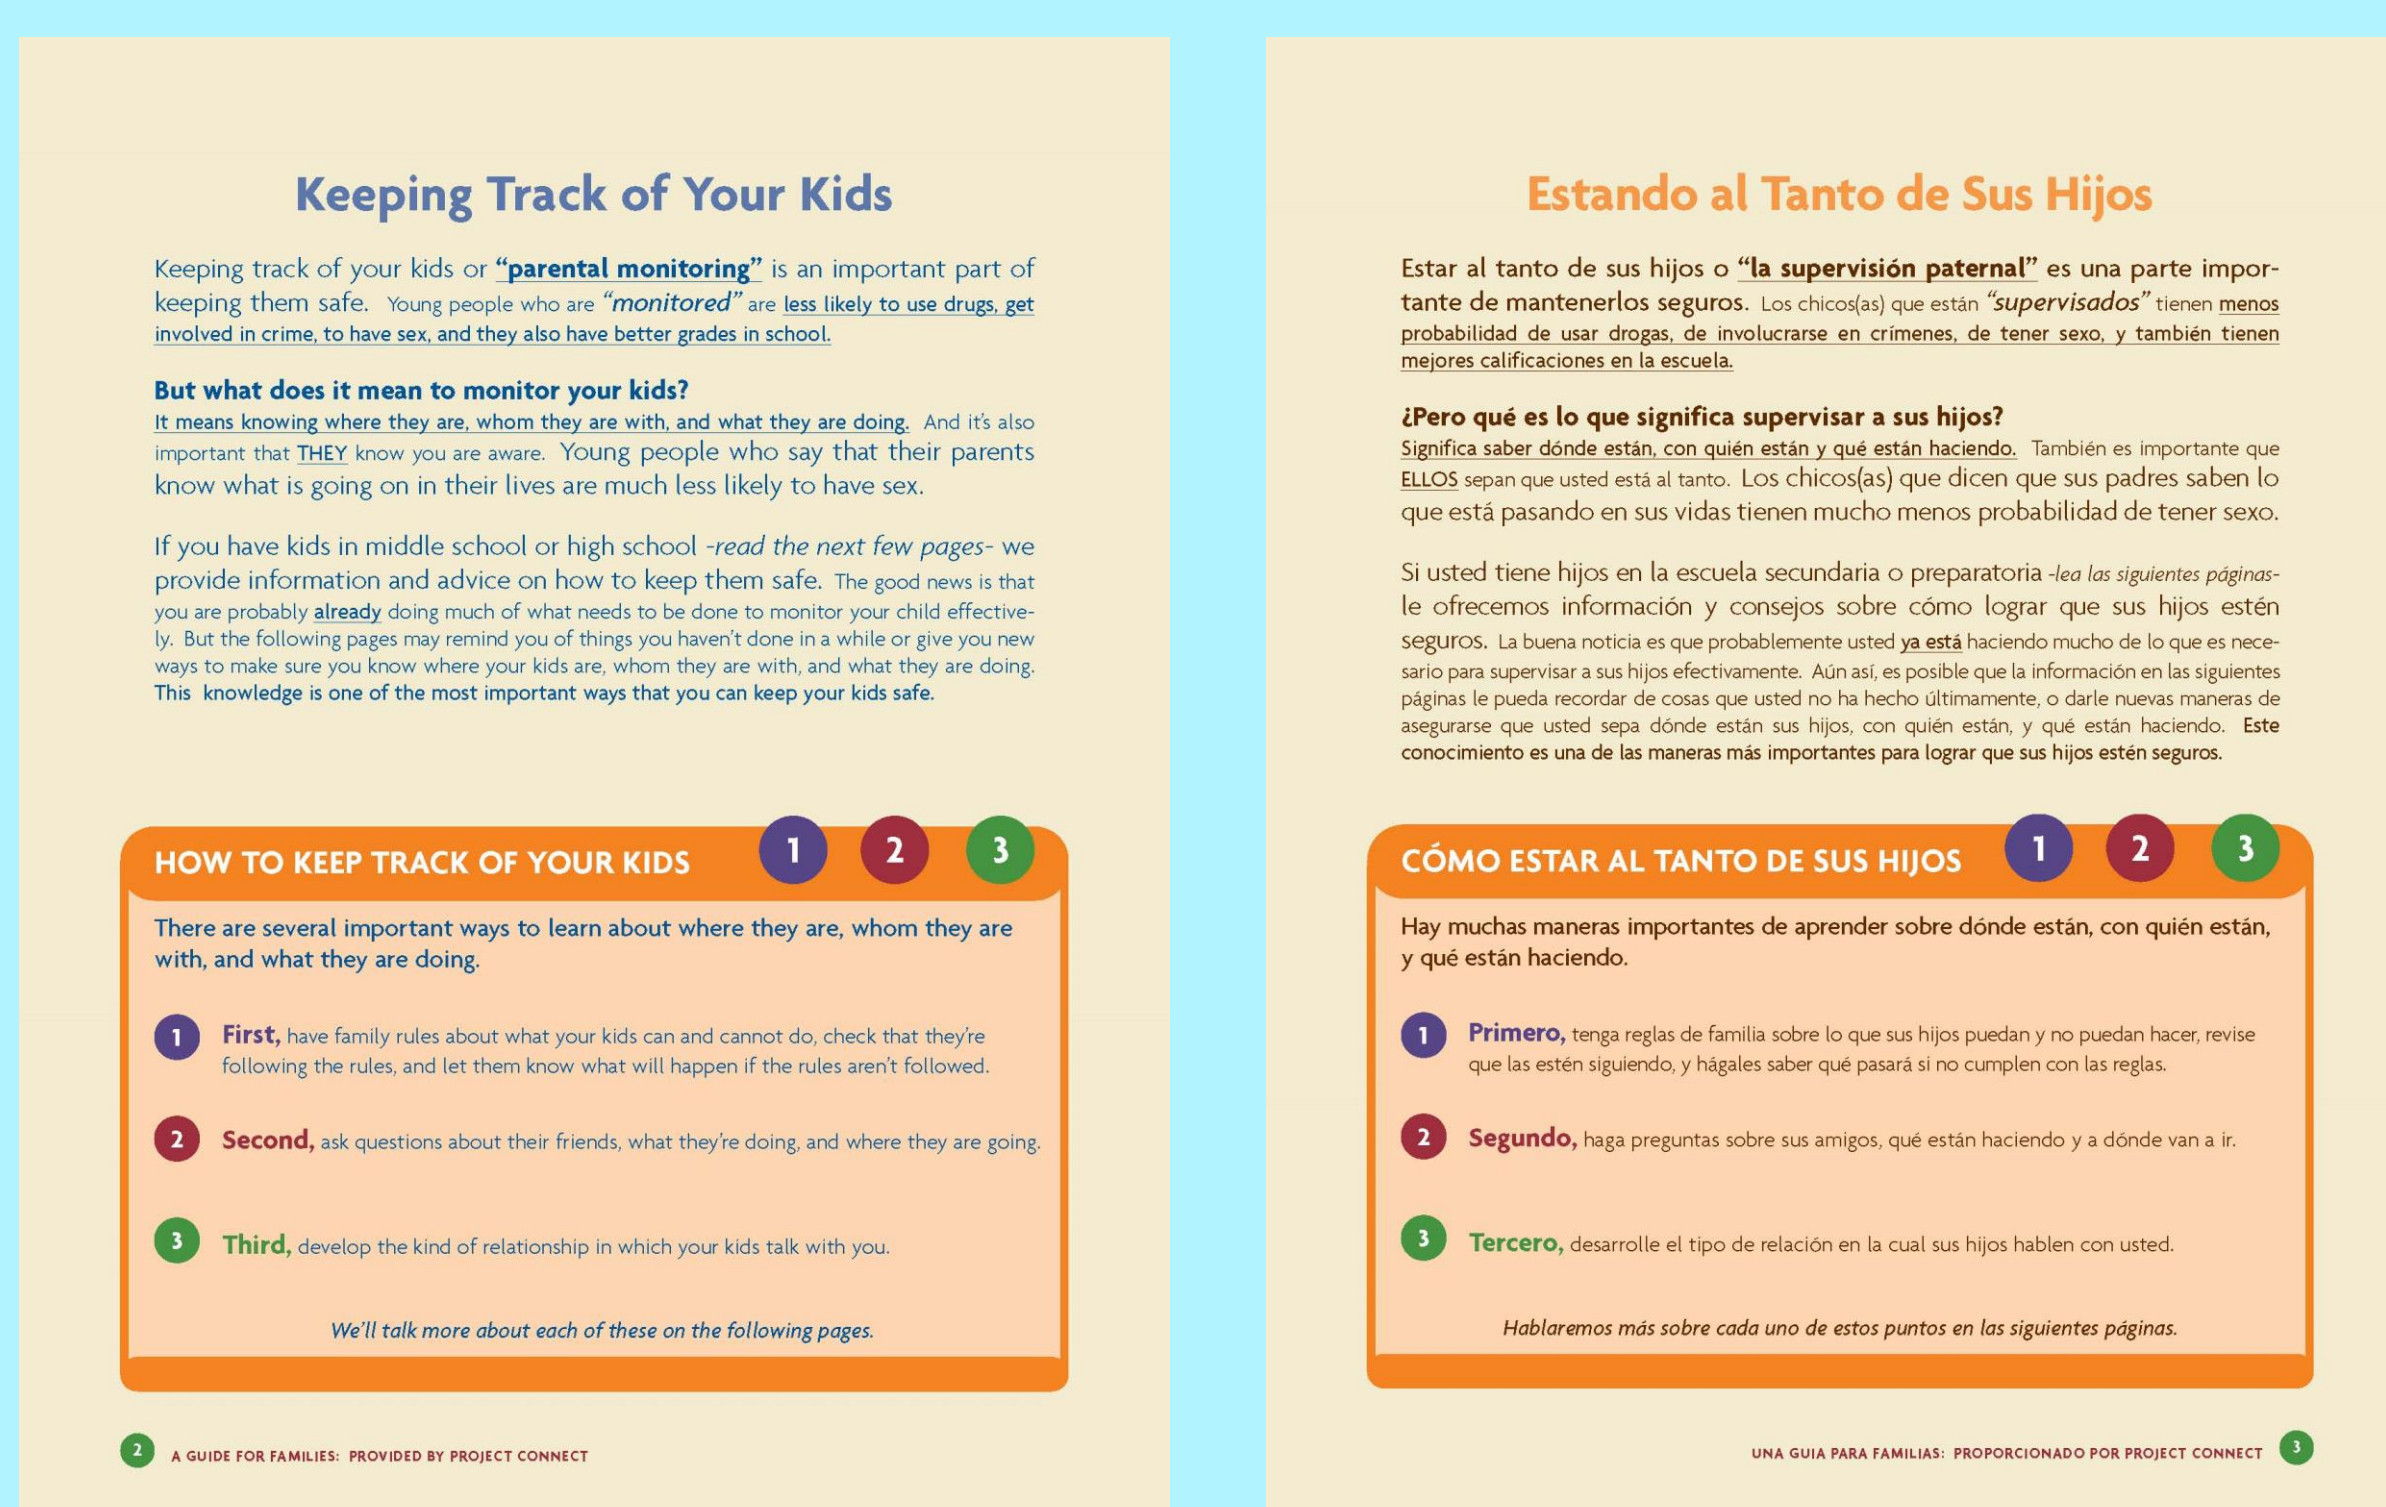 Keeping Track of Your Kids
Keeping track of your kids or “parental monitoring” is an important part of
keeping them safe. Young people who are “monitored” are less likely to use drugs, get
involved in crime, to have sex, and they also have better grades in school.
But what does it mean to monitor your kids?
It means knowing where they are, whom they are with, and what they are doing. And it’s also
important that THEY know you are aware. Young people who say that their parents
know what is going on in their lives are much less likely to have sex.
If you have kids in middle school or high school -read the next few pages- we
provide information and advice on how to keep them safe. The good news is that
you are probably already doing much of what needs to be done to monitor your child effective-
ly. But the following pages may remind you of things you haven’t done in a while or give you new
ways to make sure you know where your kids are, whom they are with, and what they are doing.
This knowledge is one of the most important ways that you can keep your kids safe.
HOW TO KEEP TRACK OF YOUR KIDS 1 2 3
There are several important ways to learn about where they are, whom they are
with, and what they are doing.
1 First, have family rules about what your kids can and cannot do, check that they’re
following the rules, and let them know what will happen if the rules aren’t followed.
2 Second, ask questions about their friends, what they’re doing, and where they are going.
3 Third, develop the kind of relationship in which your kids talk with you.
We’ll talk more about each of these on the following pages.
2 A GUIDE FOR FAMILIES: PROVIDED BY PROJECT CONNECT
Estando al Tanto de Sus Hijos
Estar al tanto de sus hijos o “la supervisión paternal” es una parte impor-
tante de mantenerlos seguros. Los chicos(as) que están “supervisados” tienen menos
probabilidad de usar drogas, de involucrarse en crímenes, de tener sexo, y también tienen
mejores calificaciones en la escuela.
¿Pero qué es lo que significa supervisar a sus hijos?
Significa saber dónde están, con quién están y qué están haciendo. También es importante que
ELLOS sepan que usted está al tanto. Los chicos(as) que dicen que sus padres saben lo
que está pasando en sus vidas tienen mucho menos probabilidad de tener sexo.
Si usted tiene hijos en la escuela secundaria o preparatoria -lea las siguientes páginas-
le ofrecemos información y consejos sobre cómo lograr que sus hijos estén
seguros. La buena noticia es que probablemente usted ya está haciendo mucho de lo que es nece-
sario para supervisar a sus hijos efectivamente. Aún así, es posible que la información en las siguientes
páginas le pueda recordar de cosas que usted no ha hecho últimamente, o darle nuevas maneras de
asegurarse que usted sepa dónde están sus hijos, con quién están, y qué están haciendo. Este
conocimiento es una de las maneras más importantes para lograr que sus hijos estén seguros.
CÓMO ESTAR AL TANTO DE SUS HIJOS 1 2 3
Hay muchas maneras importantes de aprender sobre dónde están, con quién están,
y qué están haciendo.
1 Primero, tenga reglas de familia sobre lo que sus hijos puedan y no puedan hacer, revise
que las estén siguiendo, y hágales saber qué pasará si no cumplen con las reglas.
2 Segundo, haga preguntas sobre sus amigos, qué están haciendo y a dónde van a ir.
3 Tercero, desarrolle el tipo de relación en la cual sus hijos hablen con usted.
Hablaremos más sobre cada uno de estos puntos en las siguientes páginas.
UNA GUIA PARA FAMILIAS: PROPORCIONADO POR PROJECT CONNECT 3